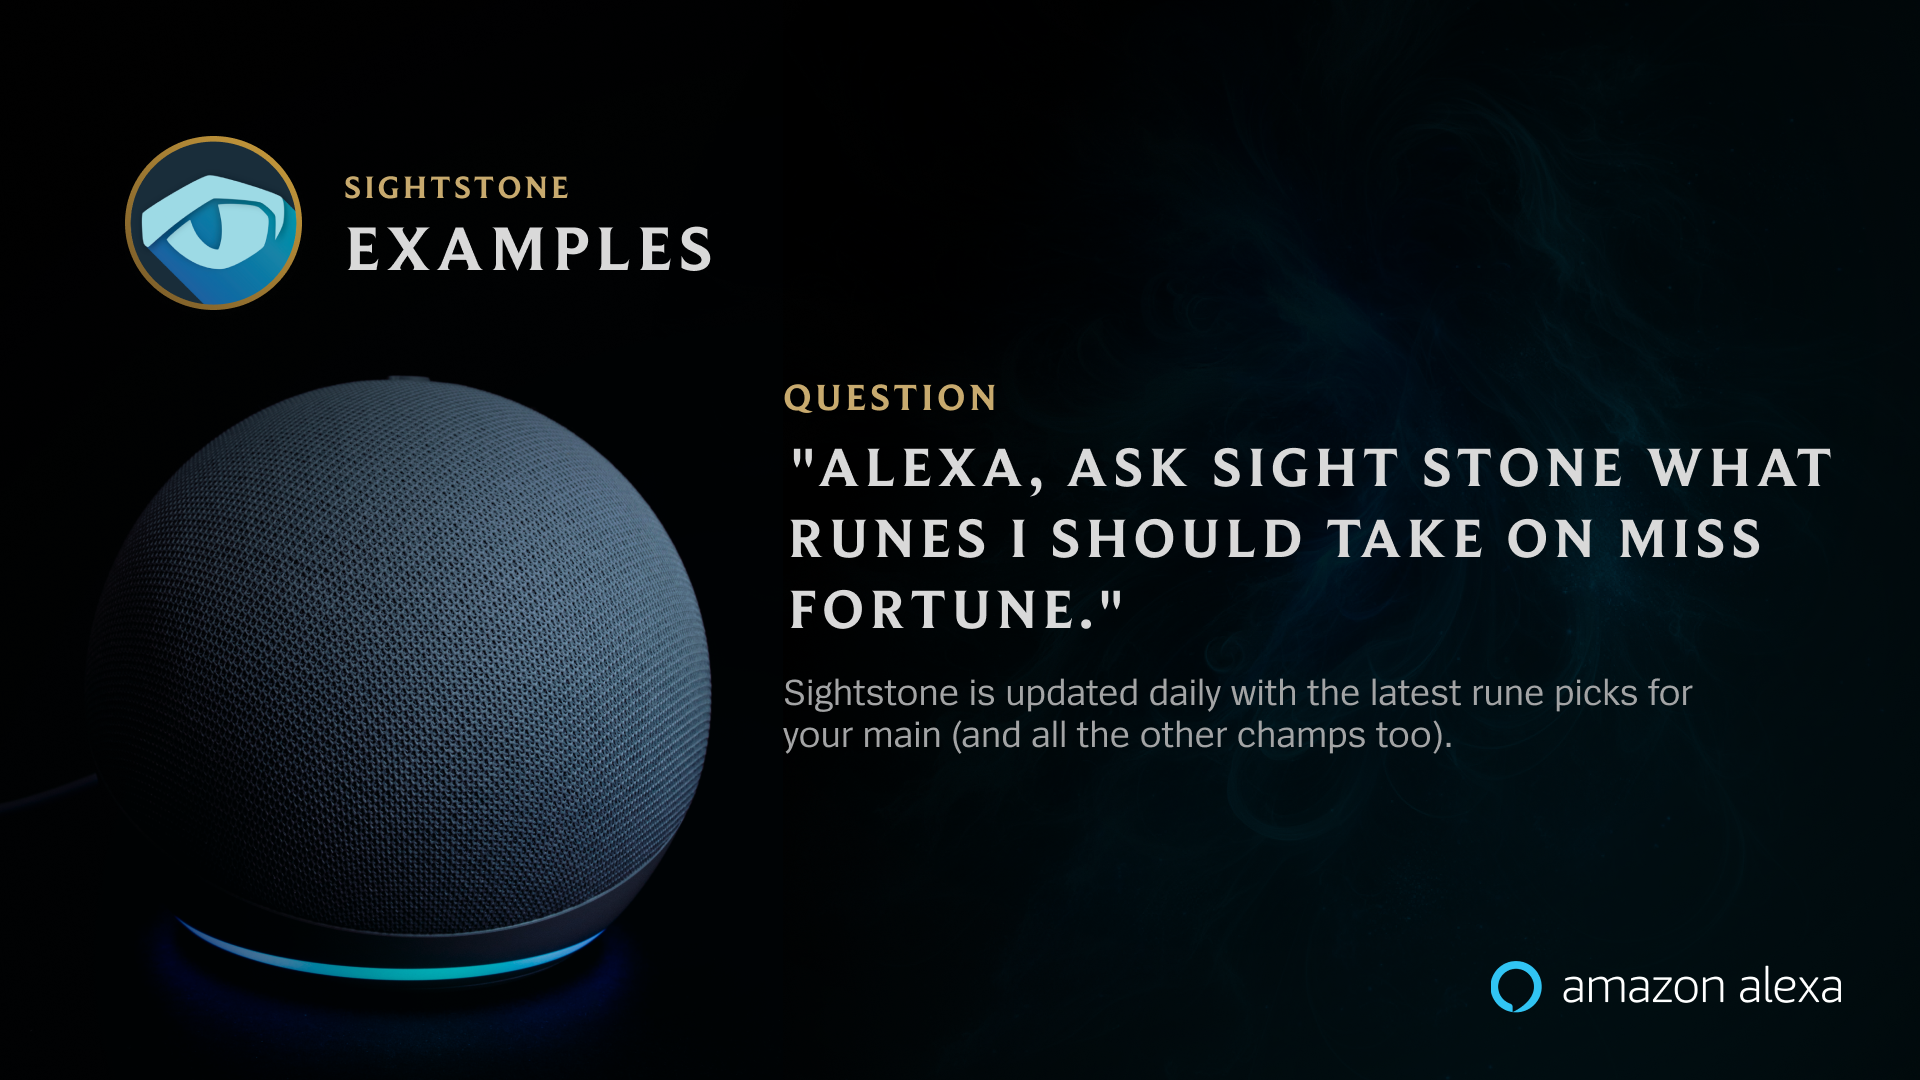 SIGHTSTONE
EXAMPLES
QUESTION
"ALEXA, ASK SIGHT STONE WHAT
RUNES I SHOULD TAKE ON MISS
FORTUNE."
Sightstone is updated daily with the latest rune picks for
your main (and all the other champs too).
amazon alexa